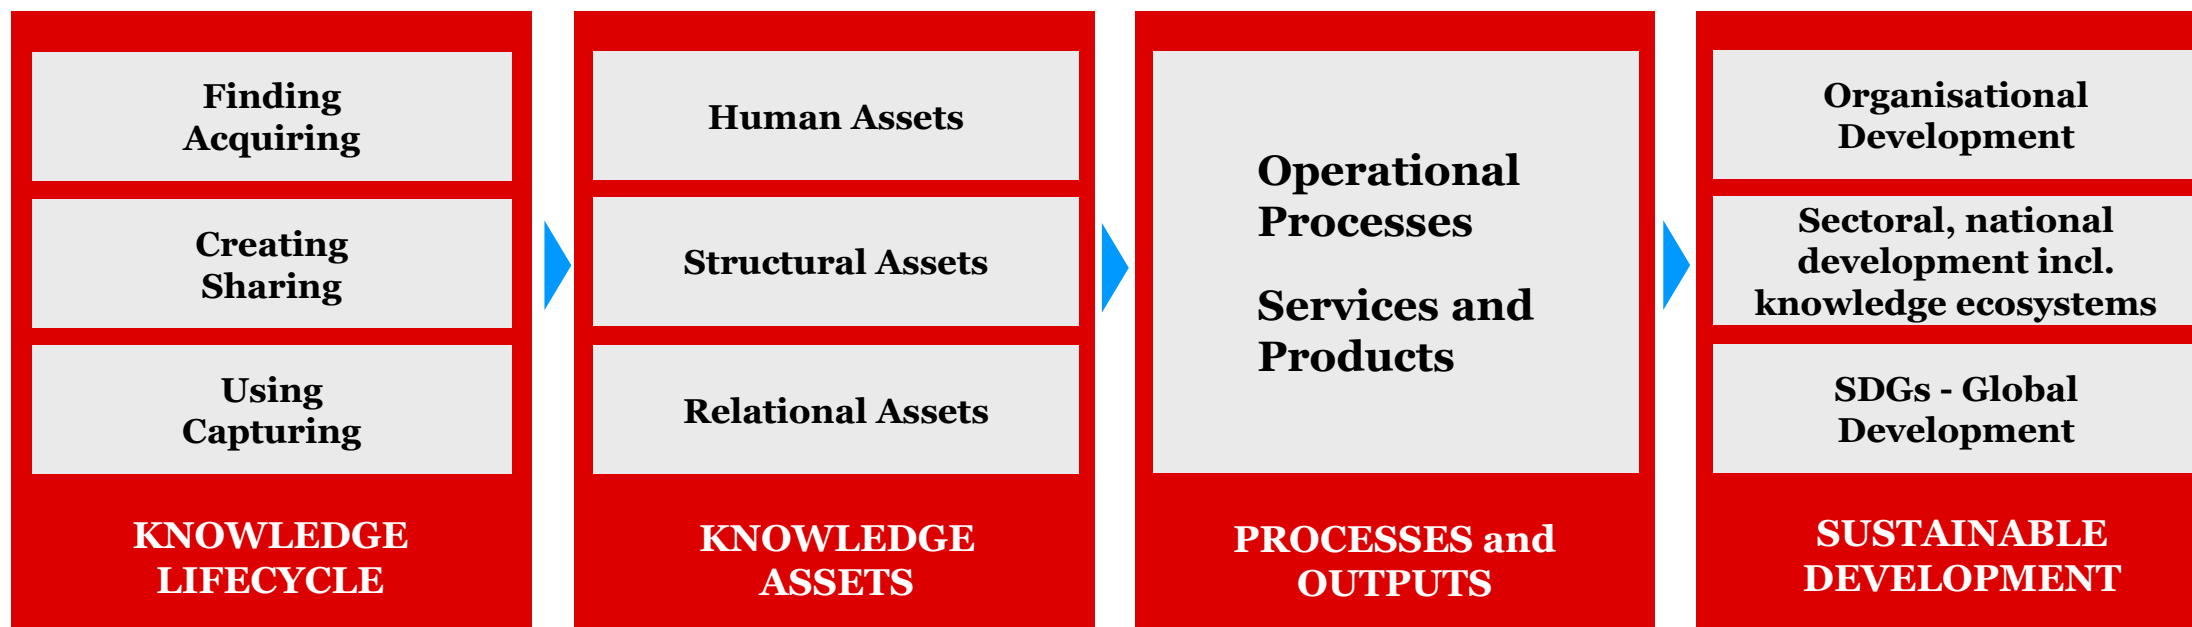 Finding
Acquiring
Creating
Sharing
Using
Capturing
KNOWLEDGE
LIFECYCLE
Human Assets
Structural Assets
Relational Assets
KNOWLEDGE
ASSETS
Operational
Processes
Services and
Products
PROCESSES and
OUTPUTS
Organisational
Development
Sectoral, national
development incl.
knowledge ecosystems
SDGs - Global
Development
SUSTAINABLE
DEVELOPMENT